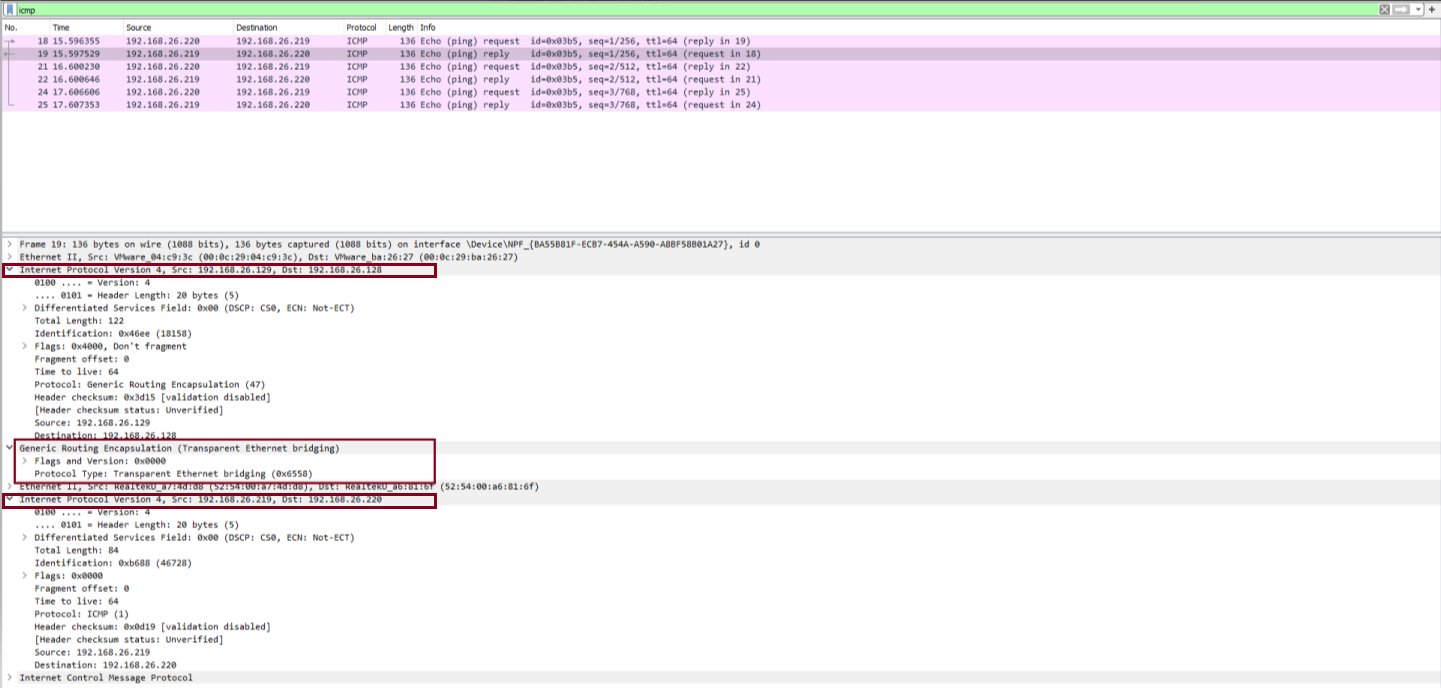 icmp
No. Time Source Destination Protocol Length Info
18 15.596355 192.168.26.220 192.168.26.219 ICMP 136 Echo (ping) request id=0x03b5, seq=1/256, ttl=64 (reply in 19)
19 15.597529 192.168.26.219 192.168.26.220 ICMP 136 Echo (ping) reply id=0x03b5, seq=1/256, ttl=64 (request in 18)
21 16.600230 192.168.26.220 192.168.26.219 ICMP 136 Echo (ping) request id=0x03b5, seq=2/512, ttl=64 (reply in 22)
22 16.600646 192.168.26.219 192.168.26.220 ICMP 136 Echo (ping) reply id=0x03b5, seq=2/512, ttl=64 (request in 21)
24 17.606606 192.168.26.220 192.168.26.219 ICMP 136 Echo (ping) request id=0x03b5, seq=3/768, ttl=64 (reply in 25)
25 17.607353 192.168.26.219 192.168.26.220 ICMP 136 Echo (ping) reply id=0x03b5, seq=3/768, ttl=64 (request in 24)
Frame 19: 136 bytes on wire (1088 bits), 136 bytes captured (1088 bits) on interface \Device\NPF_{BA55B81F-ECB7-454A-A590-A8BF58B01A27}, id 0
Ethernet II, Src: VMware_04:c9:3c (00:0c:29:04:c9:3c), Dst: VMware_ba:26:27 (00:0c:29:ba:26:27)
Internet Protocol Version 4, Src: 192.168.26.129, Dst: 192.168.26.128
0100 .... = Version: 4
.... 0101 = Header Length: 20 bytes (5)
Differentiated Services Field: 0x00 (DSCP: CS0, ECN: Not-ECT)
Total Length: 122
Identification: 0x46ee (18158)
Flags: 0x4000, Don't fragment
Fragment offset: 0
Time to live: 64
Protocol: Generic Routing Encapsulation (47)
Header checksum: 0x3d15 [validation disabled]
[Header checksum status: Unverified]
Source: 192.168.26.129
Destination: 192.168.26.128
Generic Routing Encapsulation (Transparent Ethernet bridging)
Flags and Version: 0x0000
Protocol Type: Transparent Ethernet bridging (0x6558)
Ethernet II, Src: RealtekU_a7:4d:d8 (52:54:00:a7:4d:d8), Dst: RealtekU_a6:81:6f (52:54:00:a6:81:6f)
Internet Protocol Version 4, Src: 192.168.26.219, Dst: 192.168.26.220
0100 .... = Version: 4
.... 0101 = Header Length: 20 bytes (5)
Differentiated Services Field: 0x00 (DSCP: CS0, ECN: Not-ECT)
Total Length: 84
Identification: 0xb688 (46728)
Flags: 0x0000
Fragment offset: 0
Time to live: 64
Protocol: ICMP (1)
Header checksum: 0x0d19 [validation disabled]
[Header checksum status: Unverified]
Source: 192.168.26.219
Destination: 192.168.26.220
Internet Control Message Protocol